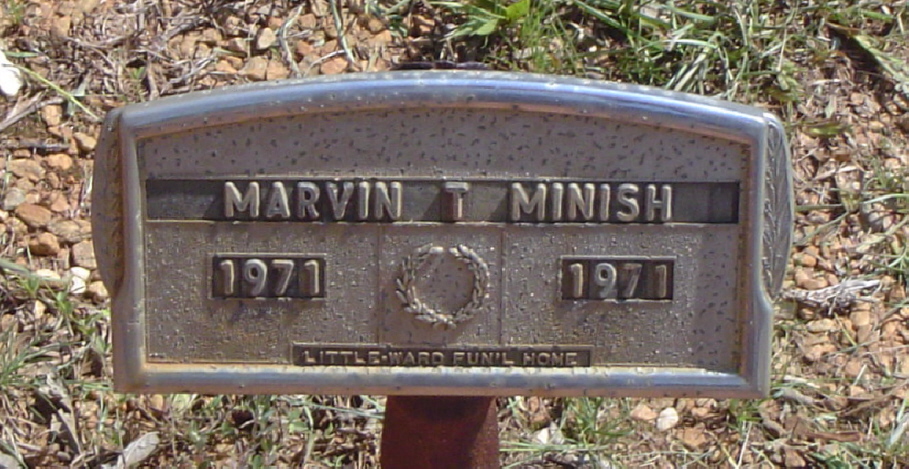 MARVIN T MINISH
1971 1971
LITTLE-WARD FUN'L HOME